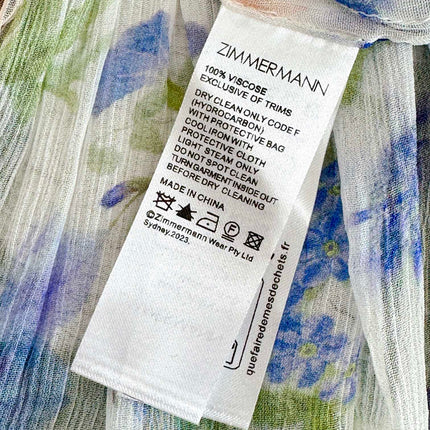 ZIMMERMANN
100% VISCOSE
EXCLUSIVE OF TRIMS
DRY CLEAN ONLY CODE F
(HYDROCARBON)
WITH PROTECTIVE BAG
COOL IRON WITH
PROTECTIVE CLOTH
LIGHT STEAM ONLY
DO NOT SPOT CLEAN
TURN GARMENT INSIDE OUT
BEFORE DRY CLEANING
MADE IN CHINA
©Zimmermann Wear Pty Ltd
Sydney.2023.
quefairedemesdechets.fr